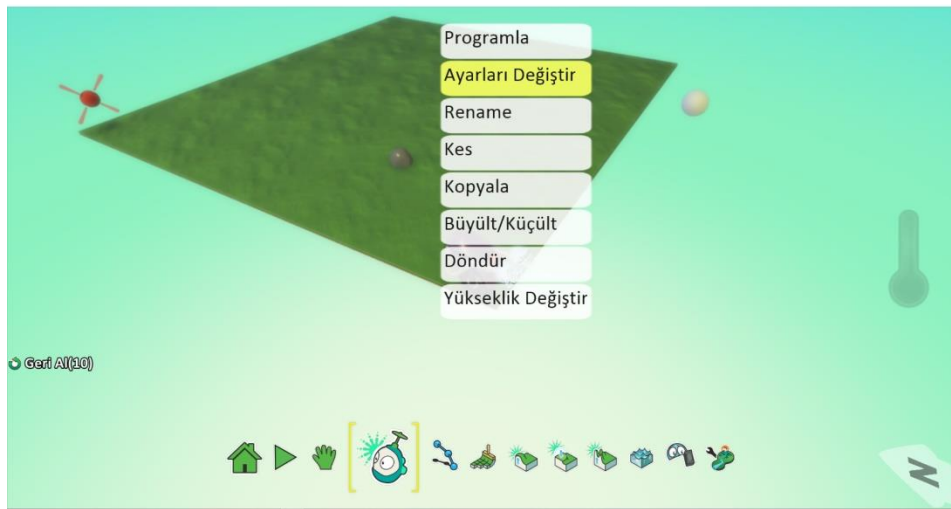 Programla
Ayarları Değiştir
Rename
Kes
Kopyala
Büyült/Küçült
Döndür
Yükseklik Değiştir
Geri Al(10)
N